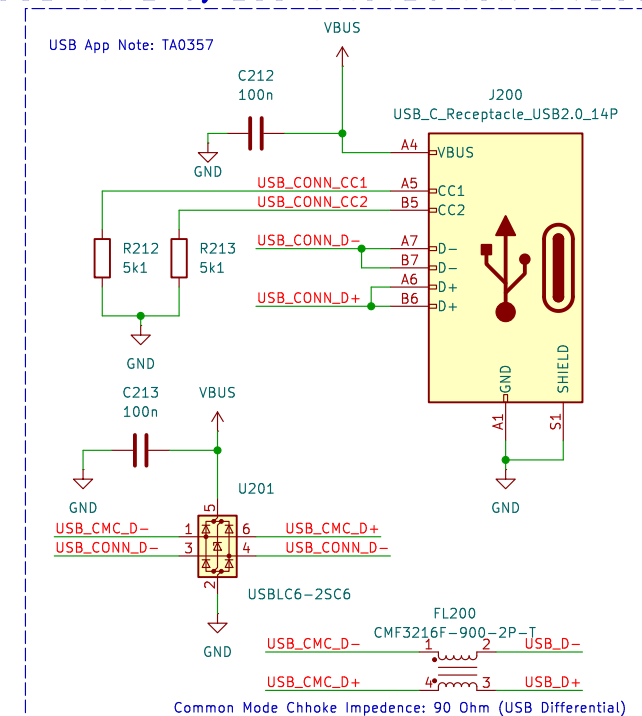 USB App Note: TA0357
VBUS
C212
100n
GND
J200
USB_C_Receptacle_USB2.0_14P
A4 VBUS
USB_CONN_CC1 A5 CC1
USB_CONN_CC2 B5 CC2
R212
5k1
R213
5k1
USB_CONN_D- A7 D-
B7 D-
A6 D+
USB_CONN_D+ B6 D+
GND
GND
SHIELD
A1
S1
GND
C213
100n
VBUS
GND
U201
5
USB_CMC_D- 1 6 USB_CMC_D+
USB_CONN_D- 3 4 USB_CONN_D-
2
USBLC6-2SC6
GND
FL200
CMF3216F-900-2P-T
USB_CMC_D- 1 2 USB_D-
USB_CMC_D+ 4 3 USB_D+
Common Mode Chhoke Impedence: 90 Ohm (USB Differential)